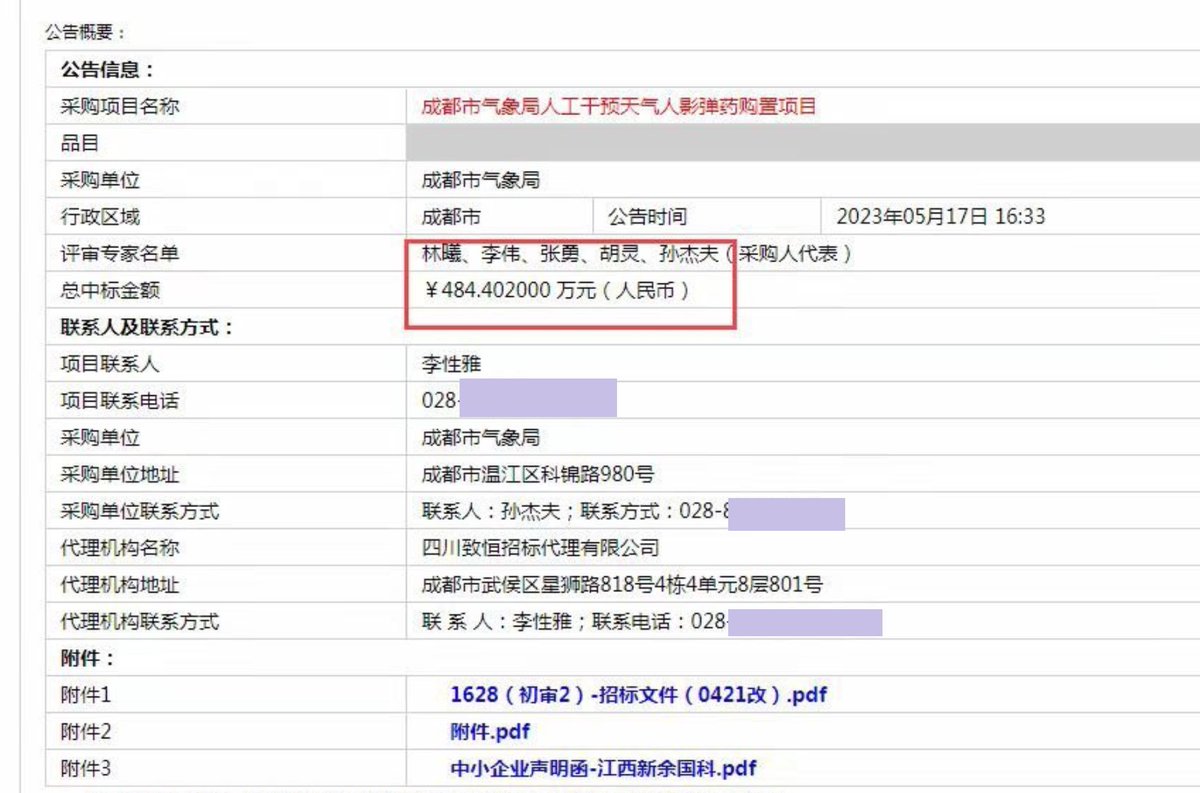 公告概要：
公告信息：
采购项目名称 成都市气象局人工干预天气人影弹药购置项目
品目
采购单位 成都市气象局
行政区域 成都市 公告时间 2023年05月17日 16:33
评审专家名单 林曦、李伟、张勇、胡灵、孙杰夫（采购人代表）
总中标金额 ￥484.402000 万元（人民币）
联系人及联系方式：
项目联系人 李性雅
项目联系电话 028-
采购单位 成都市气象局
采购单位地址 成都市温江区科锦路980号
采购单位联系方式 联系人：孙杰夫；联系方式：028-8
代理机构名称 四川致恒招标代理有限公司
代理机构地址 成都市武侯区星狮路818号4栋4单元8层801号
代理机构联系方式 联 系 人：李性雅；联系电话：028-
附件：
附件1 1628（初审2）-招标文件（0421改）.pdf
附件2 附件.pdf
附件3 中小企业声明函-江西新余国科.pdf